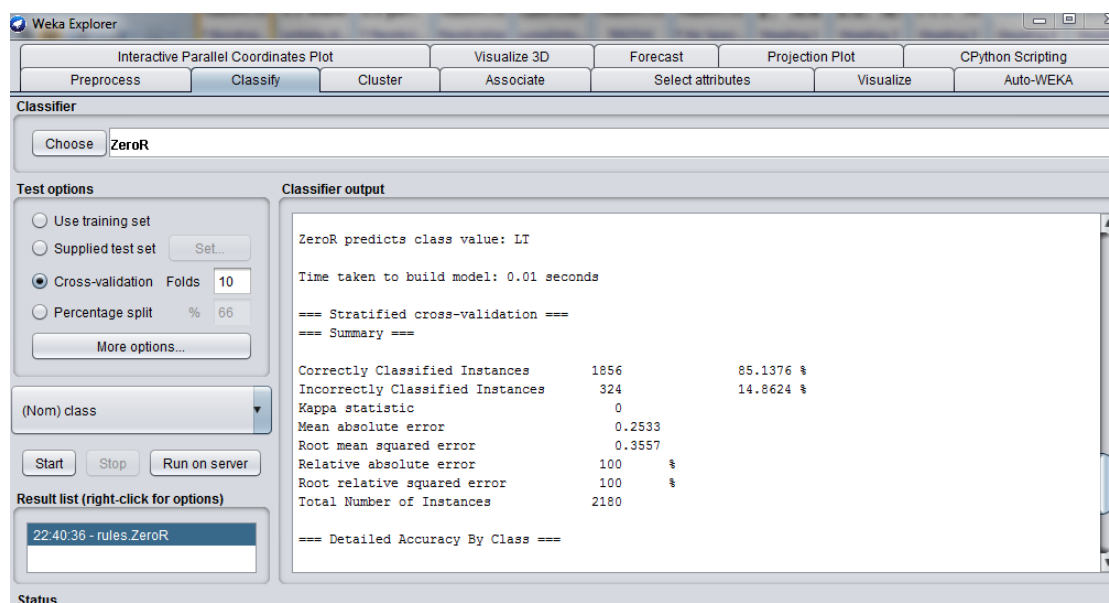 Weka Explorer
Interactive Parallel Coordinates Plot Visualize 3D Forecast Projection Plot CPython Scripting
Preprocess Classify Cluster Associate Select attributes Visualize Auto-WEKA
Classifier
Choose ZeroR
Test options
Use training set
Supplied test set Set...
Cross-validation Folds 10
Percentage split % 66
More options...
(Nom) class
Start Stop Run on server
Result list (right-click for options)
22:40:36 - rules.ZeroR
Classifier output
ZeroR predicts class value: LT
Time taken to build model: 0.01 seconds
=== Stratified cross-validation ===
=== Summary ===
Correctly Classified Instances 1856 85.1376 %
Incorrectly Classified Instances 324 14.8624 %
Kappa statistic 0
Mean absolute error 0.2533
Root mean squared error 0.3557
Relative absolute error 100 %
Root relative squared error 100 %
Total Number of Instances 2180
=== Detailed Accuracy By Class ===
Status